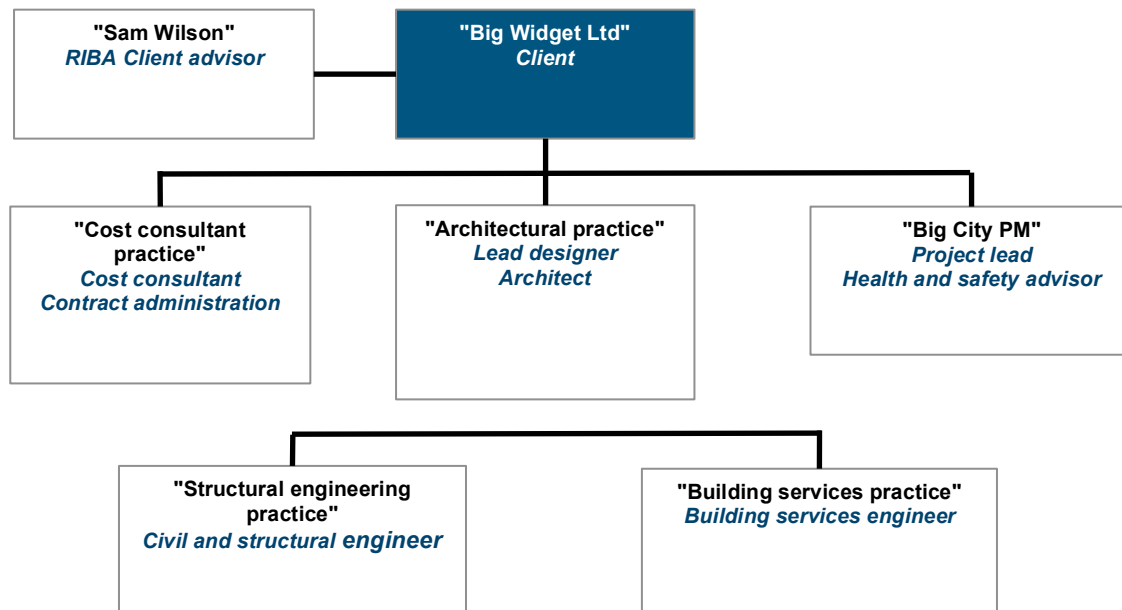 "Sam Wilson"
RIBA Client advisor
"Big Widget Ltd"
Client
"Cost consultant
practice"
Cost consultant
Contract administration
"Architectural practice"
Lead designer
Architect
"Big City PM"
Project lead
Health and safety advisor
"Structural engineering
practice"
Civil and structural engineer
"Building services practice"
Building services engineer